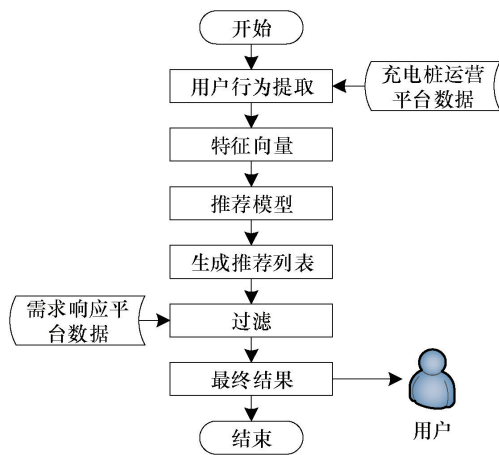 开始
用户行为提取
充电桩运营
平台数据
特征向量
推荐模型
生成推荐列表
需求响应平
台数据
过滤
最终结果
用户
结束